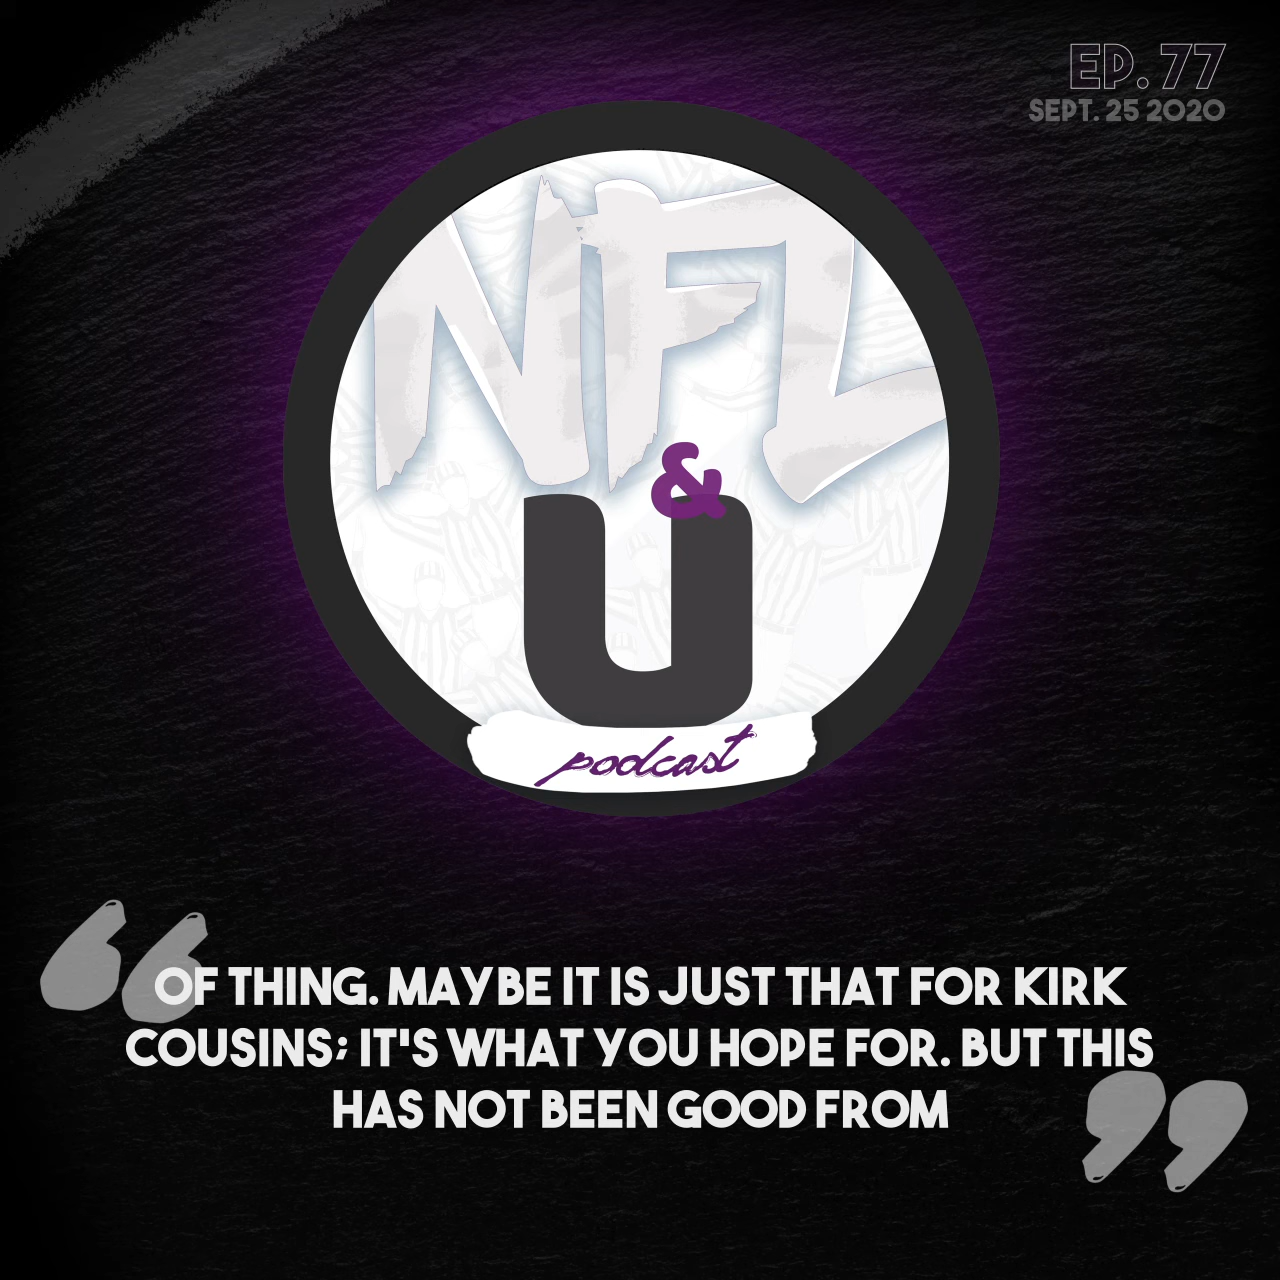 EP. 77
SEPT. 25 2020
NFL
&
U
podcast
“OF THING. MAYBE IT IS JUST THAT FOR KIRK
COUSINS; IT'S WHAT YOU HOPE FOR. BUT THIS
HAS NOT BEEN GOOD FROM”